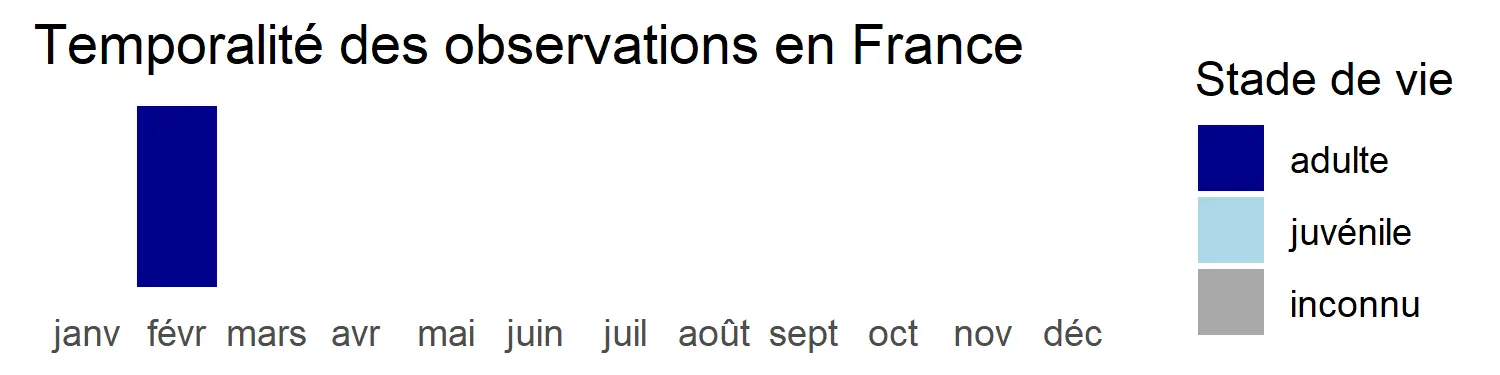 Temporalité des observations en France
janv févr mars avr mai juin juil août sept oct nov déc
Stade de vie
adulte
juvénile
inconnu